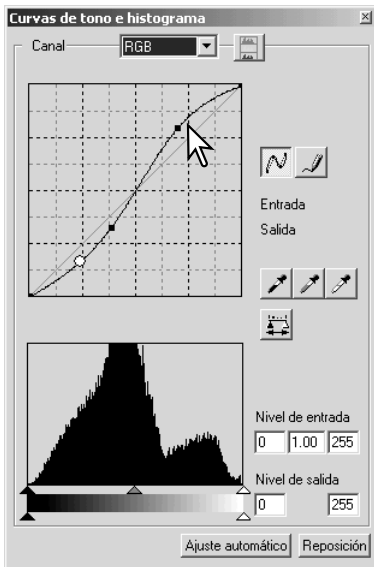 Curvas de tono e histograma
Canal RGB
Entrada
Salida
Nivel de entrada
0 1.00 255
Nivel de salida
0 255
Ajuste automático Reposición